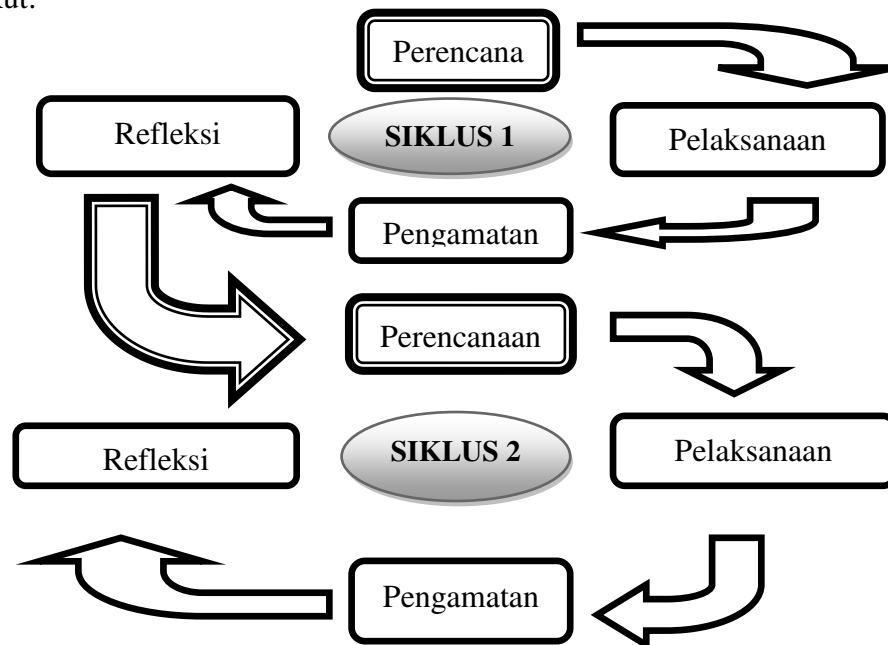 Perencana
Refleksi
SIKLUS 1
Pelaksanaan
Pengamatan
Perencanaan
Refleksi
SIKLUS 2
Pelaksanaan
Pengamatan